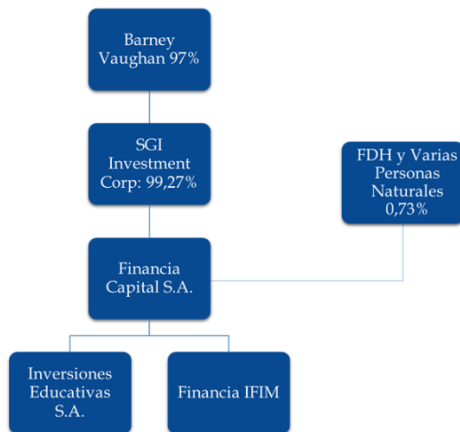 Barney
Vaughan 97%
SGI
Investment
Corp: 99,27%
FDH y Varias
Personas
Naturales
0,73%
Financia
Capital S.A.
Inversiones
Educativas
S.A.
Financia IFIM